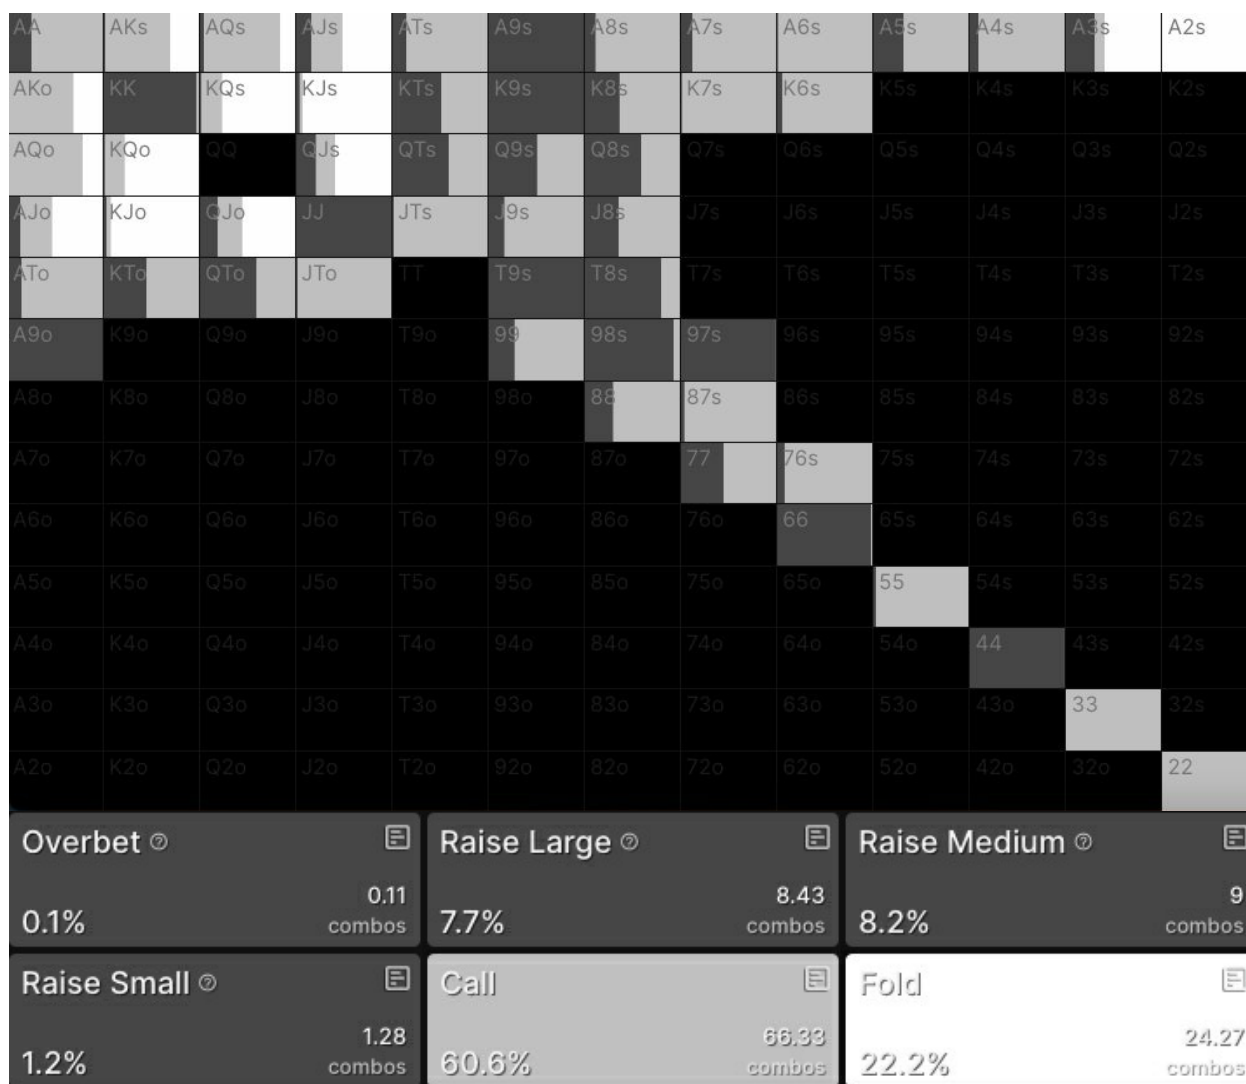 AA AKs AQs AJs ATs A9s A8s A7s A6s A5s A4s A3s A2s
AKo KK KQs KJs KTs K9s K8s K7s K6s K5s K4s K3s K2s
AQo KQo QQ QJs QTs Q9s Q8s Q7s Q6s Q5s Q4s Q3s Q2s
AJo KJo QJo JJ JTs J9s J8s J7s J6s J5s J4s J3s J2s
ATo KTo QTo JTo TT T9s T8s T7s T6s T5s T4s T3s T2s
A9o K9o Q9o J9o T9o 99 98s 97s 96s 95s 94s 93s 92s
A8o K8o Q8o J8o T8o 98o 88 87s 86s 85s 84s 83s 82s
A7o K7o Q7o J7o T7o 97o 87o 77 76s 75s 74s 73s 72s
A6o K6o Q6o J6o T6o 96o 86o 76o 66 65s 64s 63s 62s
A5o K5o Q5o J5o T5o 95o 85o 75o 65o 55 54s 53s 52s
A4o K4o Q4o J4o T4o 94o 84o 74o 64o 54o 44 43s 42s
A3o K3o Q3o J3o T3o 93o 83o 73o 63o 53o 43o 33 32s
A2o K2o Q2o J2o T2o 92o 82o 72o 62o 52o 42o 32o 22
Overbet ? Raise Large ? Raise Medium ?
0.11 8.43 9
0.1% combos 7.7% combos 8.2% combos
Raise Small ? Call Fold
1.28 66.33 24.27
1.2% combos 60.6% combos 22.2% combos